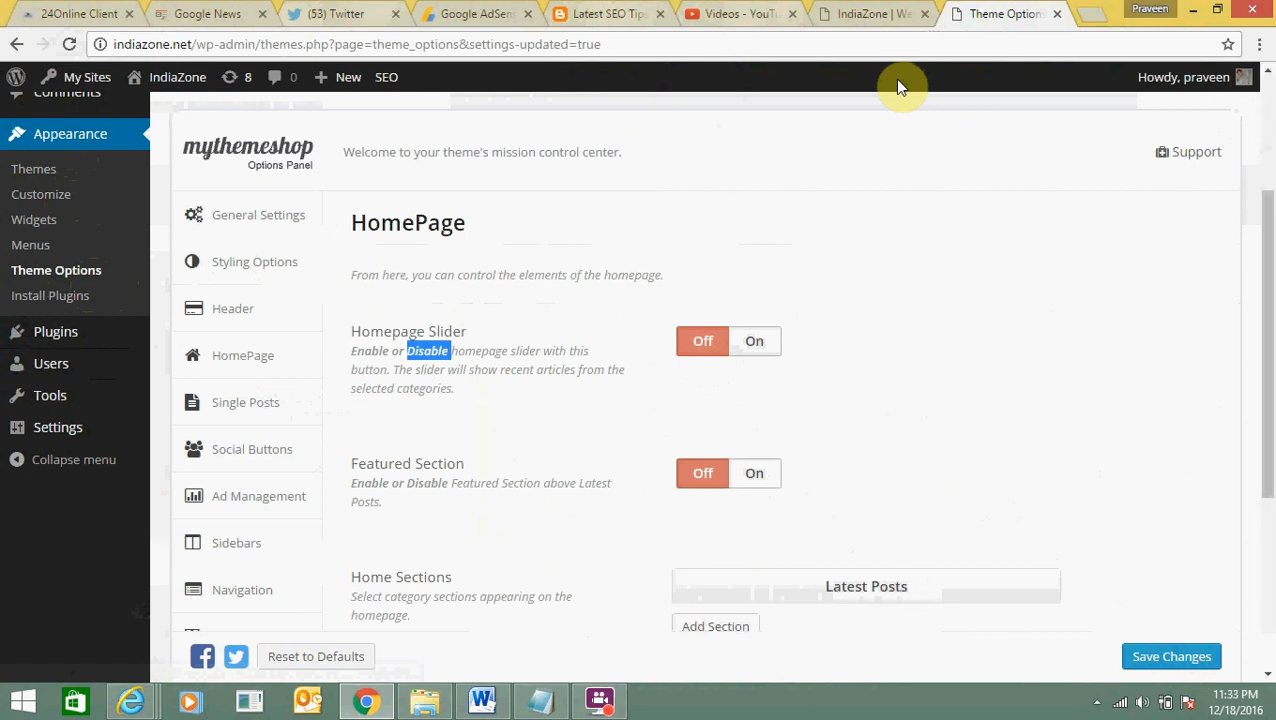 24Online Client
Google News
(53) Twitter
Google AdSen
Latest SEO Tips
Videos - YouTu
IndiaZone | We
Theme Option
Praveen
indiazone.net/wp-admin/themes.php?page=theme_options&settings-updated=true
My Sites
IndiaZone
8
0
New
SEO
Howdy, praveen
Comments
Appearance
Themes
Customize
Widgets
Menus
Theme Options
Install Plugins
Plugins
Users
Tools
Settings
Collapse menu
mythemeshop
Options Panel
Welcome to your theme's mission control center.
Support
General Settings
Styling Options
Header
HomePage
Single Posts
Social Buttons
Ad Management
Sidebars
Navigation
HomePage
From here, you can control the elements of the homepage.
Homepage Slider
Enable or Disable homepage slider with this
button. The slider will show recent articles from the
selected categories.
Off
On
Featured Section
Enable or Disable Featured Section above Latest
Posts.
Off
On
Home Sections
Select category sections appearing on the
homepage.
Latest Posts
Add Section
Reset to Defaults
Save Changes
11:33 PM
12/18/2016